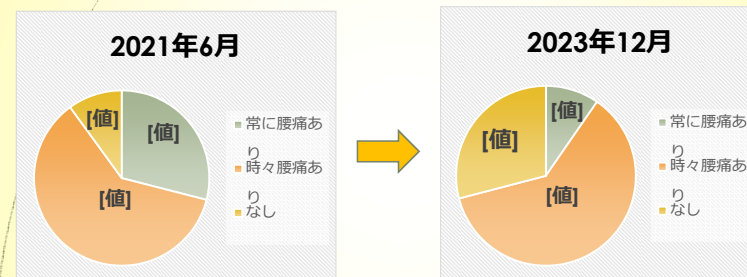 2021年6月
[値]
[値]
[値]
常に腰痛あ
り
時々腰痛あ
り
なし
2023年12月
[値]
[値]
[値]
常に腰痛あ
り
時々腰痛あ
り
なし